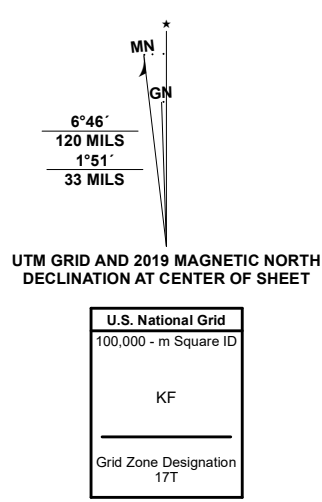 ★
MN
GN
6°46´
120 MILS
1°51´
33 MILS
UTM GRID AND 2019 MAGNETIC NORTH
DECLINATION AT CENTER OF SHEET
U.S. National Grid
100,000 - m Square ID
KF
Grid Zone Designation
17T